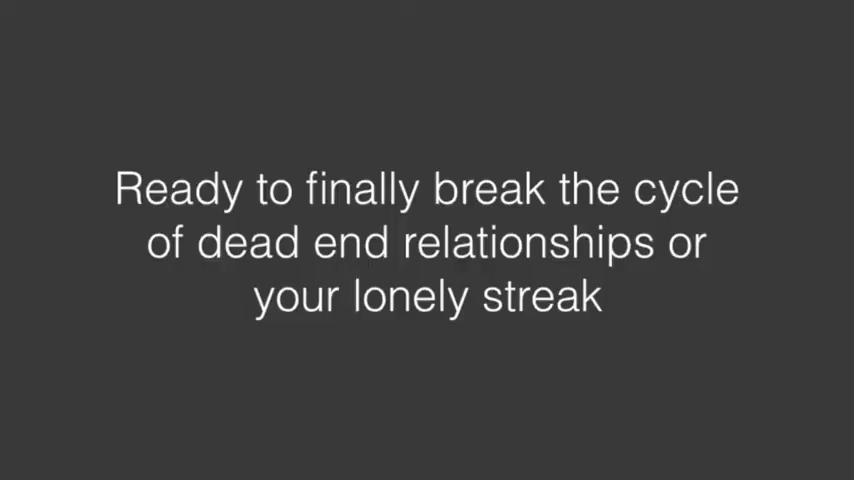 Ready to finally break the cycle
of dead end relationships or
your lonely streak